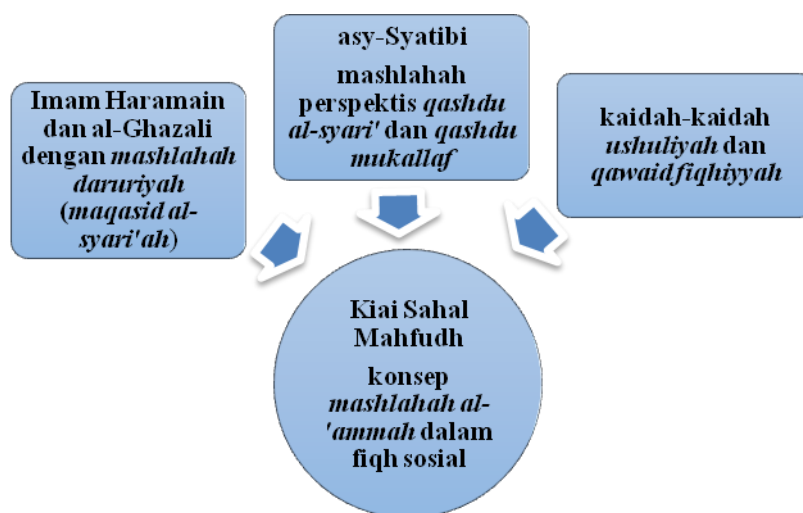 Imam Haramain
dan al-Ghazali
dengan mashlahah
daruriyah
(maqasid al-
syari'ah)
asy-Syatibi
mashlahah
perspektis qashdu
al-syari' dan qashdu
mukallaf
kaidah-kaidah
ushuliyah dan
qawaid fiqhiyyah
Kiai Sahal
Mahfudh
konsep
mashlahah al-
'ammah dalam
fiqh sosial